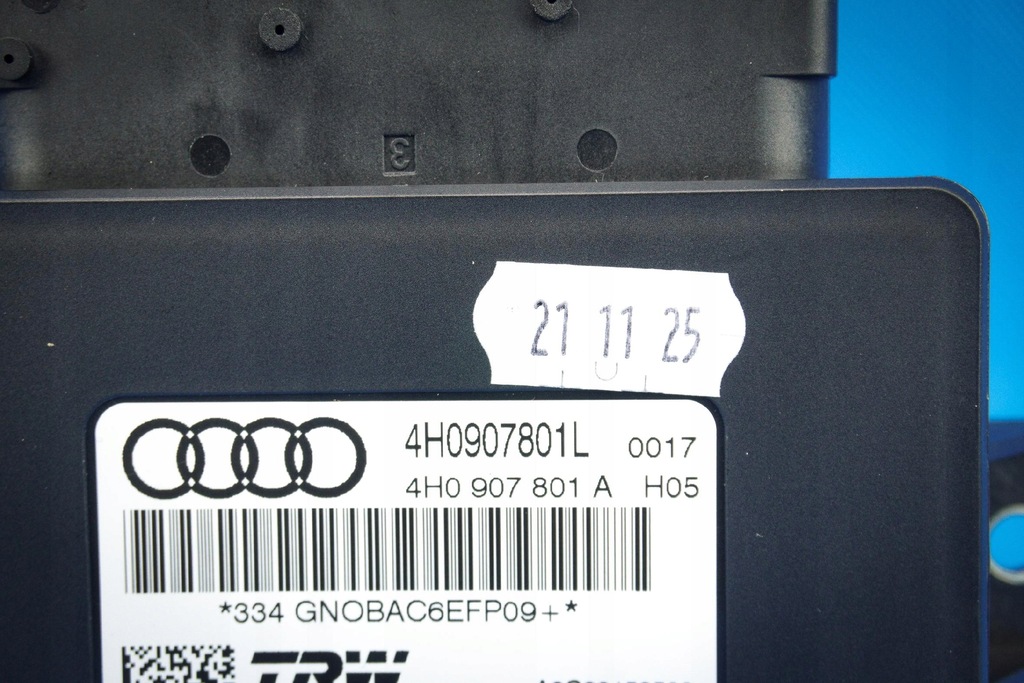 3
21 11 25
4H0907801L 0017
4H0 907 801 A H05
*334 GNOBAC6EFP09+*
TRW